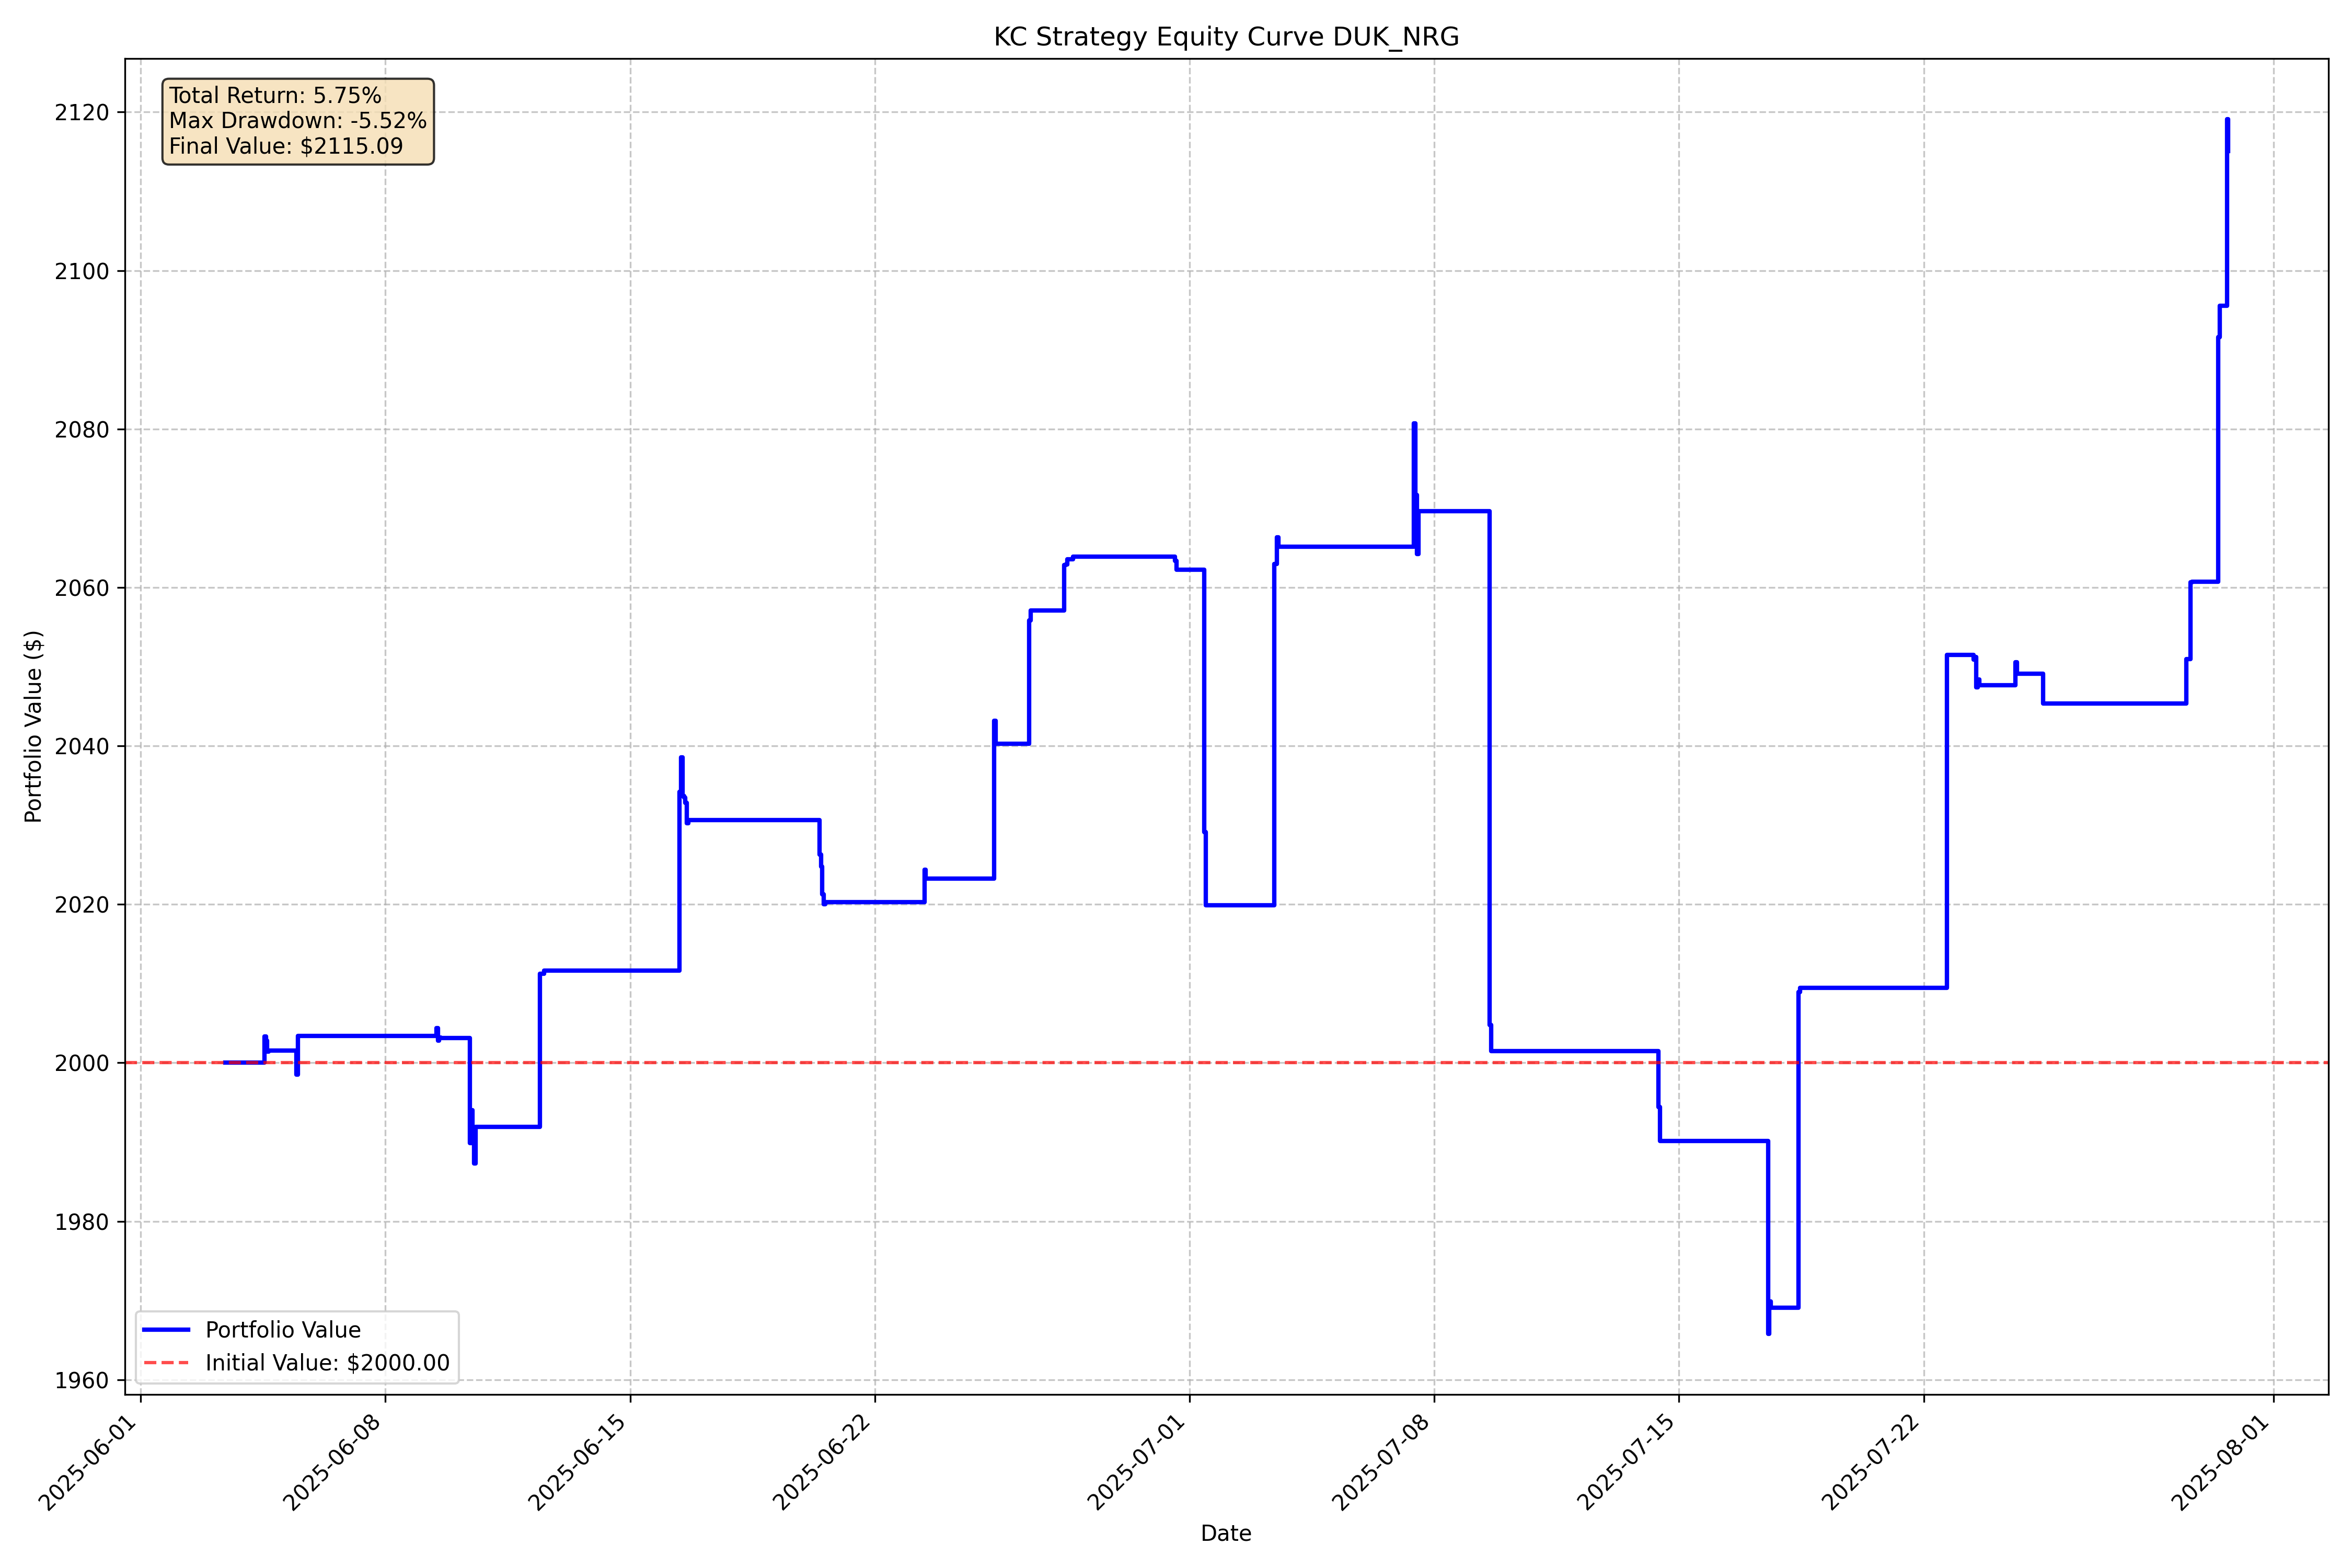 KC Strategy Equity Curve DUK_NRG
Total Return: 5.75%
Max Drawdown: -5.52%
Final Value: $2115.09
2120
2100
2080
2060
2040
2020
2000
1980
1960
Portfolio Value ($)
Portfolio Value
Initial Value: $2000.00
2025-06-01
2025-06-08
2025-06-15
2025-06-22
2025-07-01
2025-07-08
2025-07-15
2025-07-22
2025-08-01
Date